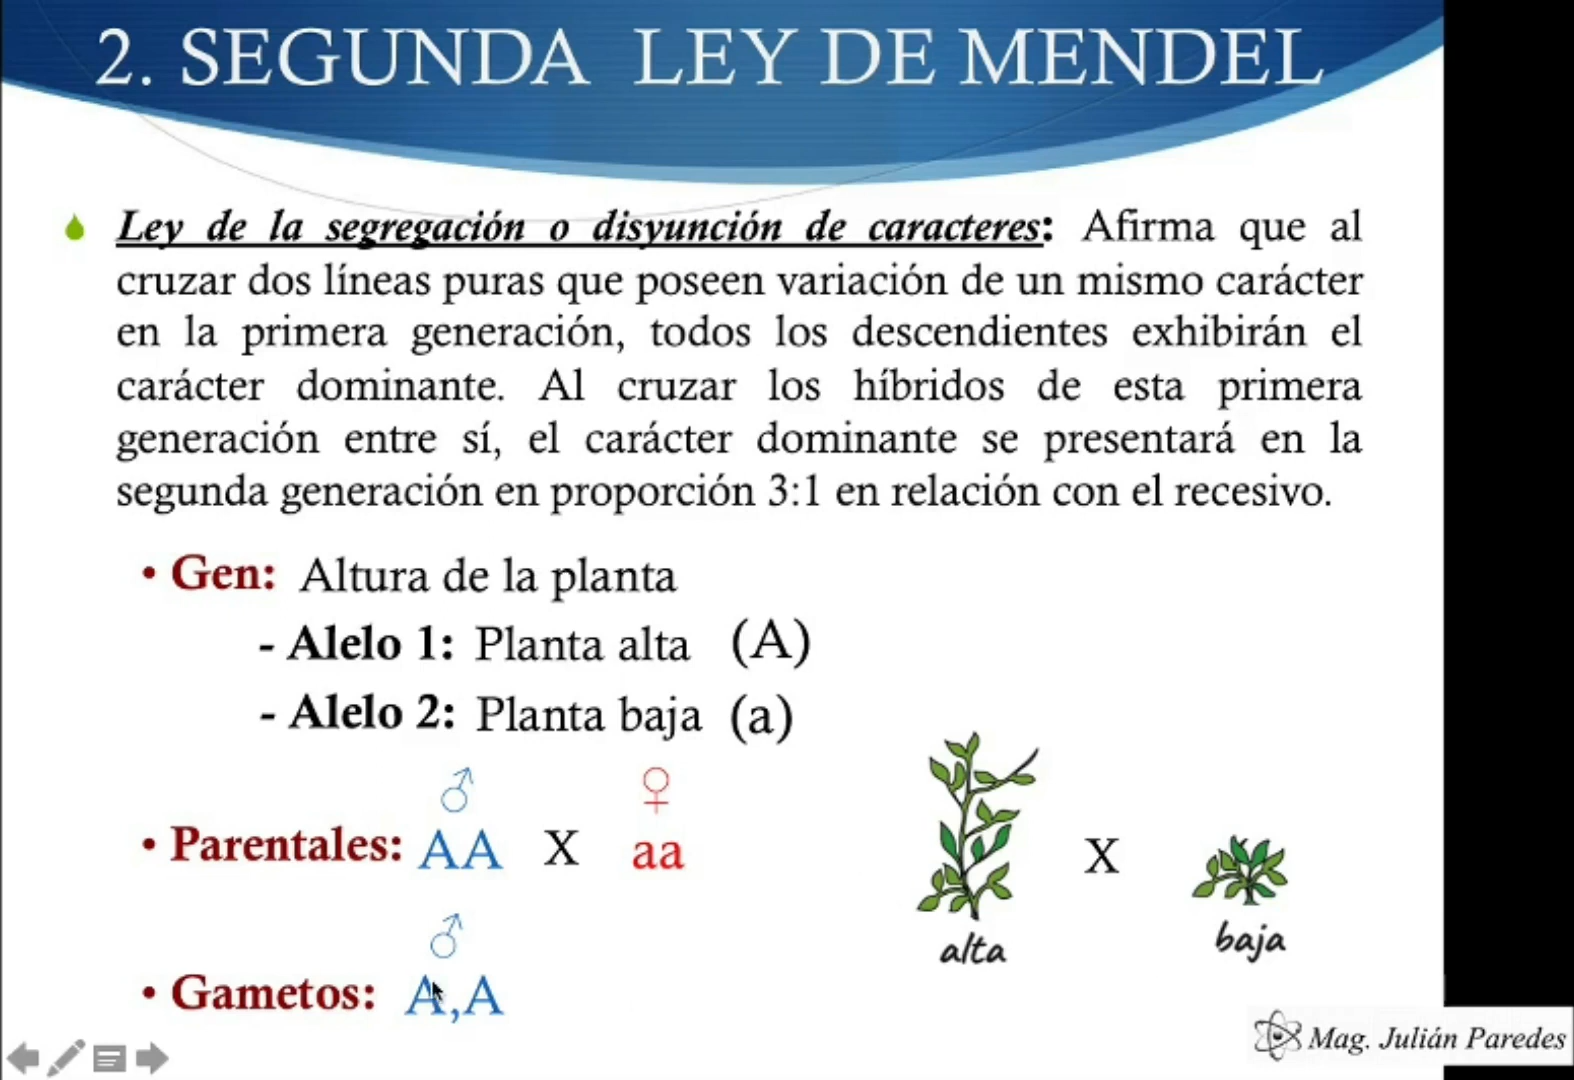 2. SEGUNDA LEY DE MENDEL
Ley de la segregación o disyunción de caracteres: Afirma que al
cruzar dos líneas puras que poseen variación de un mismo carácter
en la primera generación, todos los descendientes exhibirán el
carácter dominante. Al cruzar los híbridos de esta primera
generación entre sí, el carácter dominante se presentará en la
segunda generación en proporción 3:1 en relación con el recesivo.
• Gen: Altura de la planta
- Alelo 1: Planta alta (A)
- Alelo 2: Planta baja (a)
♂ ♀
• Parentales: AA X aa
X
alta
baja
♂
• Gametos: A,A
Mag. Julián Paredes